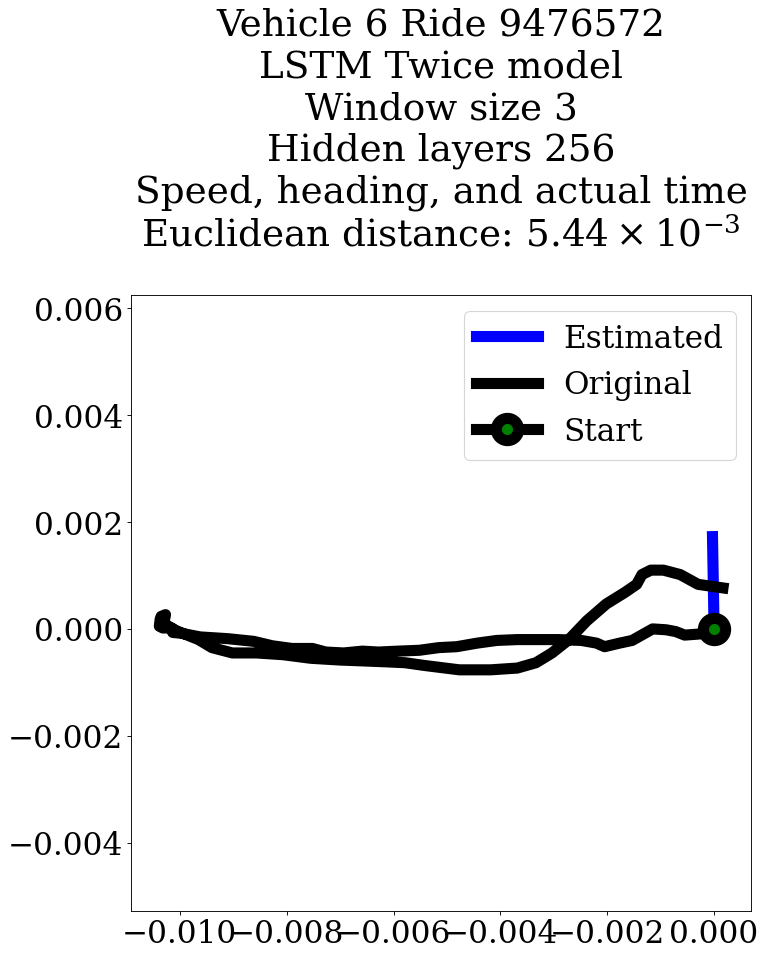 Vehicle 6 Ride 9476572
LSTM Twice model
Window size 3
Hidden layers 256
Speed, heading, and actual time
Euclidean distance: 5.44 × 10⁻³
0.006
0.004
0.002
0.000
−0.002
−0.004
Estimated
Original
Start
−0.010 −0.008 −0.006 −0.004 −0.002 0.000